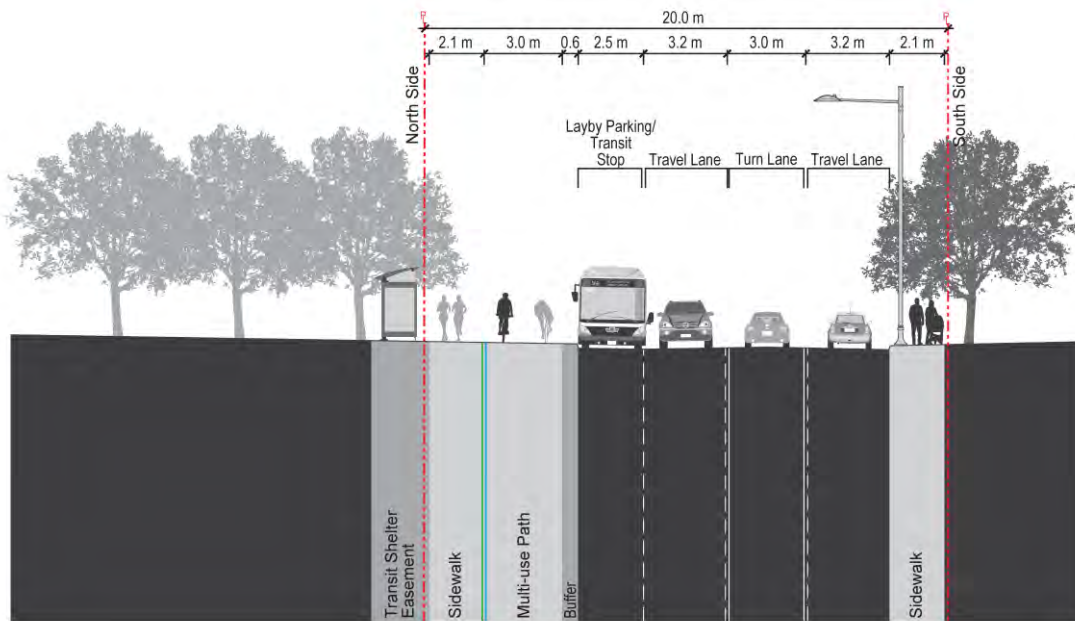 20.0 m
2.1 m
3.0 m
0.6
2.5 m
3.2 m
3.0 m
3.2 m
2.1 m
North Side
South Side
Layby Parking/
Transit
Stop
Travel Lane
Turn Lane
Travel Lane
Transit Shelter
Easement
Sidewalk
Multi-use Path
Buffer
Sidewalk